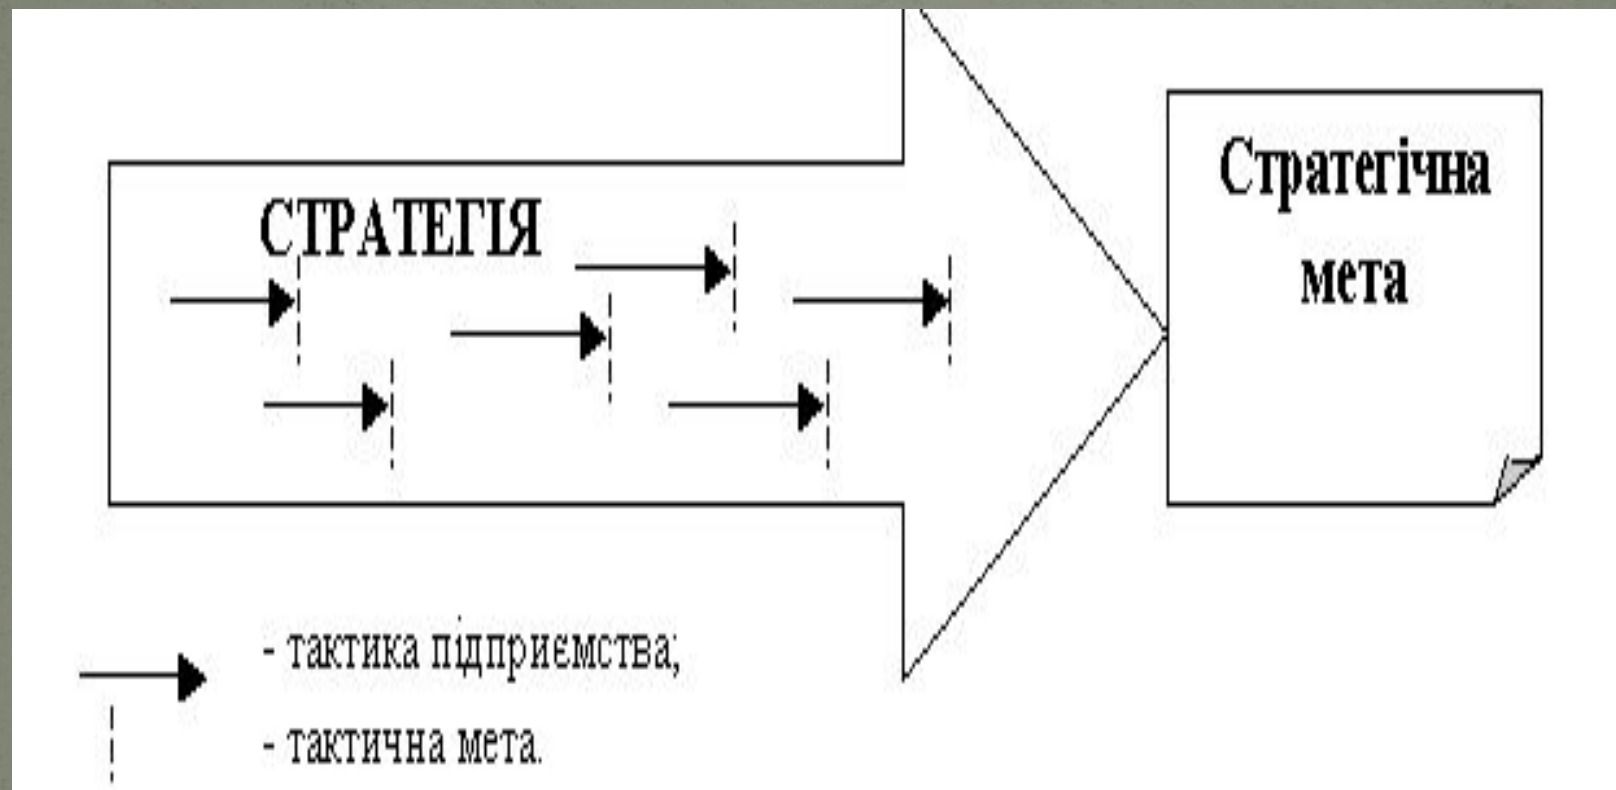 СТРАТЕГІЯ
Стратегічна
мета
- тактика підприємства;
- тактична мета.